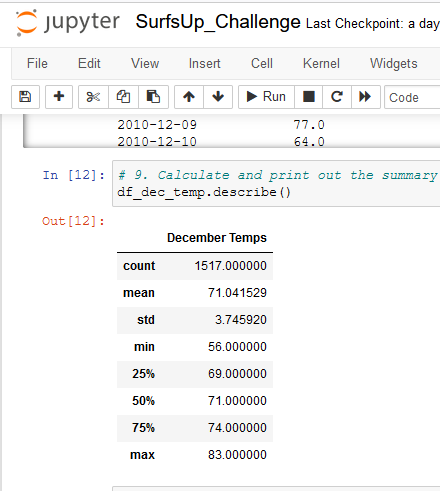 jupyter SurfsUp_Challenge Last Checkpoint: a day
File Edit View Insert Cell Kernel Widgets
Run Code
2010-12-09 77.0
2010-12-10 64.0
In [12]: # 9. Calculate and print out the summary
df_dec_temp.describe()
Out[12]:
December Temps
count 1517.000000
mean 71.041529
std 3.745920
min 56.000000
25% 69.000000
50% 71.000000
75% 74.000000
max 83.000000